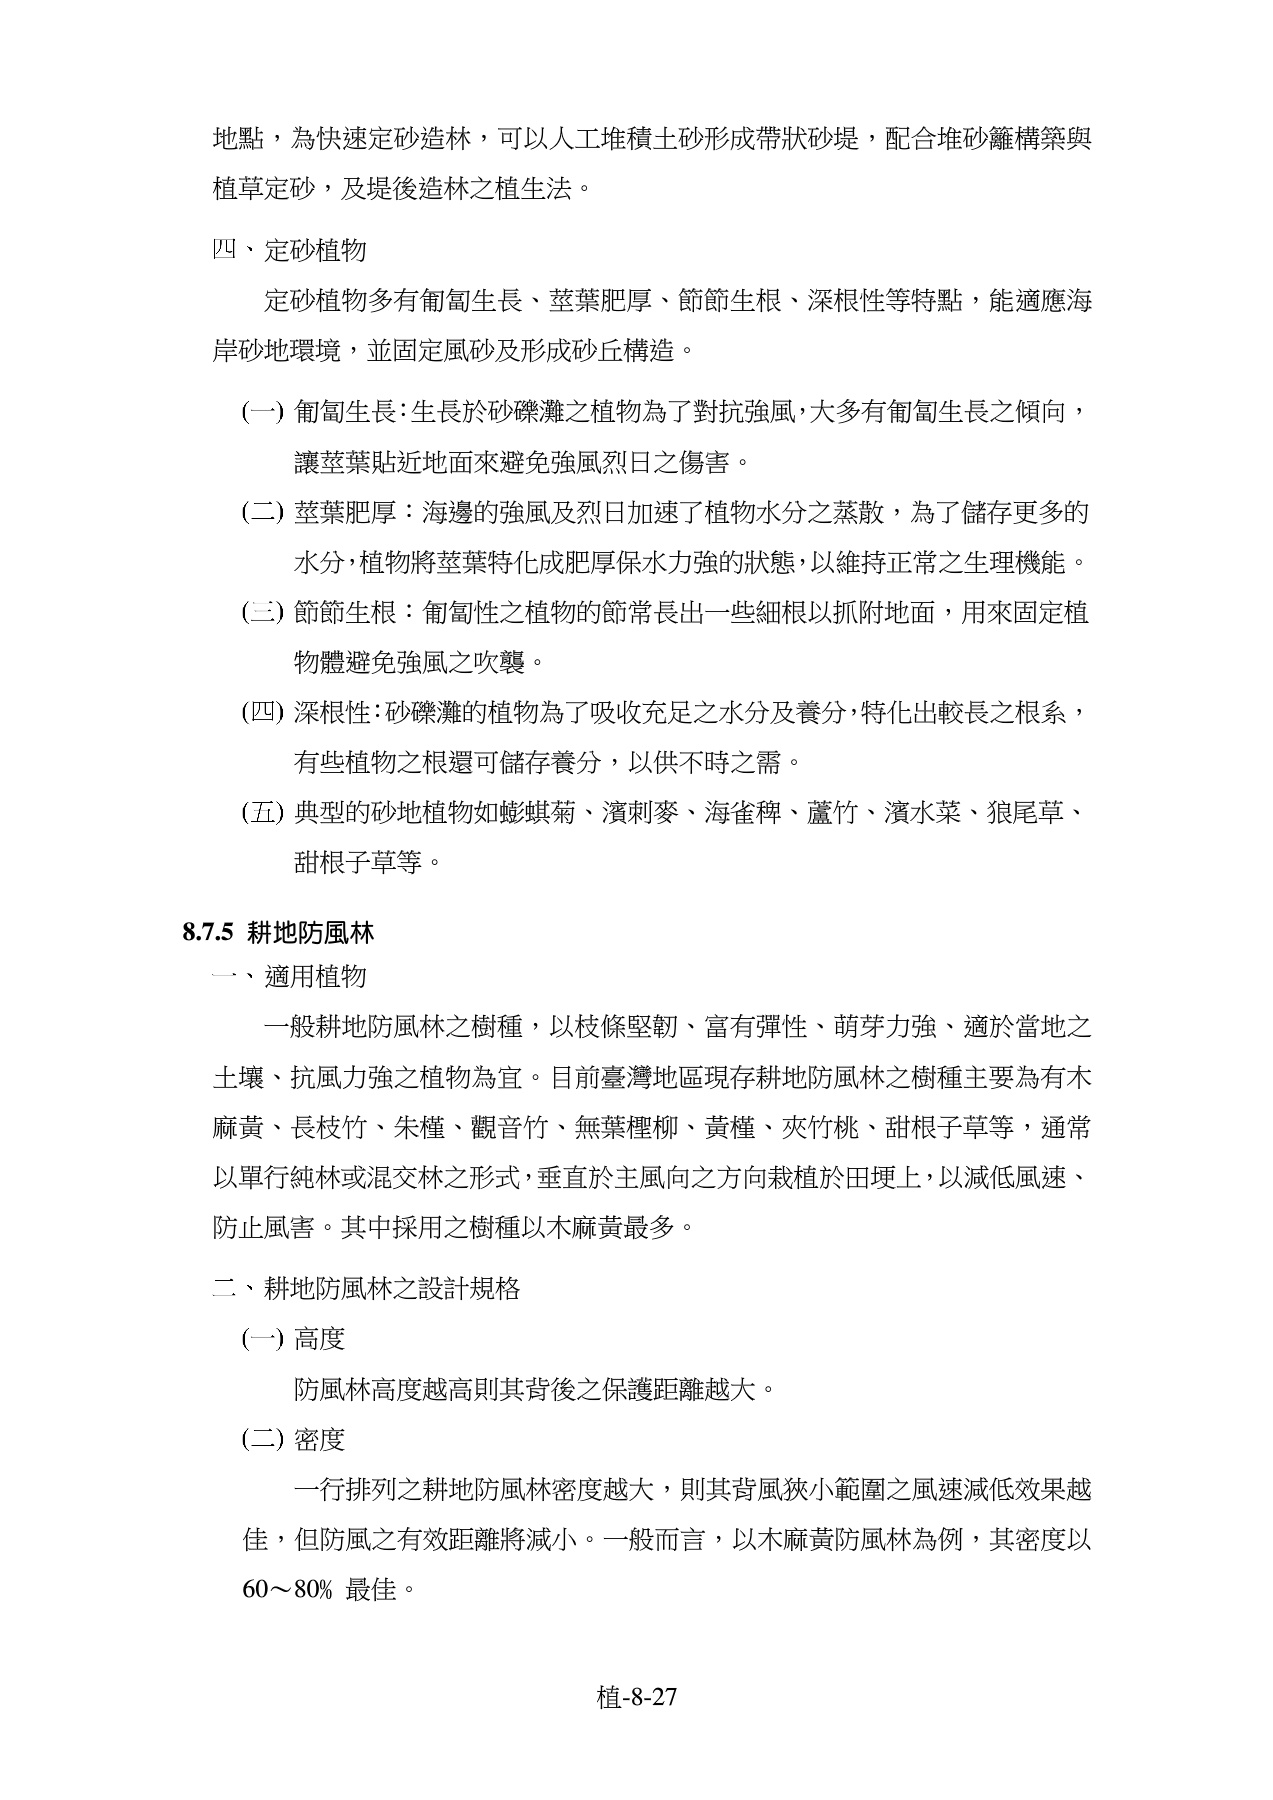 地點，為快速定砂造林，可以人工堆積土砂形成帶狀砂堤，配合堆砂籬構築與
植草定砂，及堤後造林之植生法。
四、定砂植物
定砂植物多有匍匐生長、莖葉肥厚、節節生根、深根性等特點，能適應海
岸砂地環境，並固定風砂及形成砂丘構造。
(一) 匍匐生長：生長於砂礫灘之植物為了對抗強風，大多有匍匐生長之傾向，
讓莖葉貼近地面來避免強風烈日之傷害。
(二) 莖葉肥厚：海邊的強風及烈日加速了植物水分之蒸散，為了儲存更多的
水分，植物將莖葉特化成肥厚保水力強的狀態，以維持正常之生理機能。
(三) 節節生根：匍匐性之植物的節常長出一些細根以抓附地面，用來固定植
物體避免強風之吹襲。
(四) 深根性：砂礫灘的植物為了吸收充足之水分及養分，特化出較長之根系，
有些植物之根還可儲存養分，以供不時之需。
(五) 典型的砂地植物如蟛蜞菊、濱刺麥、海雀稗、蘆竹、濱水菜、狼尾草、
甜根子草等。
8.7.5 耕地防風林
一、適用植物
一般耕地防風林之樹種，以枝條堅韌、富有彈性、萌芽力強、適於當地之
土壤、抗風力強之植物為宜。目前臺灣地區現存耕地防風林之樹種主要為有木
麻黃、長枝竹、朱槿、觀音竹、無葉檉柳、黃槿、夾竹桃、甜根子草等，通常
以單行純林或混交林之形式，垂直於主風向之方向栽植於田埂上，以減低風速、
防止風害。其中採用之樹種以木麻黃最多。
二、耕地防風林之設計規格
(一) 高度
防風林高度越高則其背後之保護距離越大。
(二) 密度
一行排列之耕地防風林密度越大，則其背風狹小範圍之風速減低效果越
佳，但防風之有效距離將減小。一般而言，以木麻黃防風林為例，其密度以
60～80% 最佳。
植-8-27